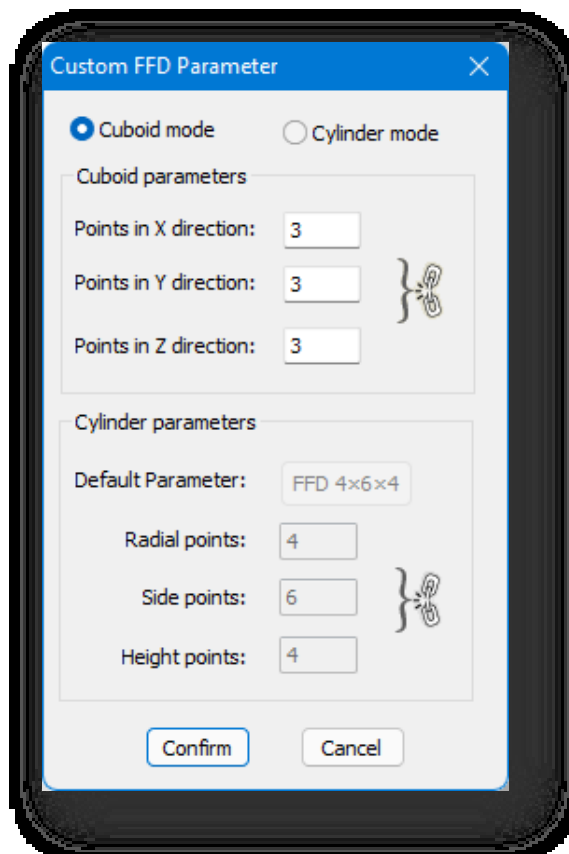 Custom FFD Parameter
Cuboid mode Cylinder mode
Cuboid parameters
Points in X direction: 3
Points in Y direction: 3
Points in Z direction: 3
Cylinder parameters
Default Parameter: FFD 4×6×4
Radial points: 4
Side points: 6
Height points: 4
Confirm Cancel